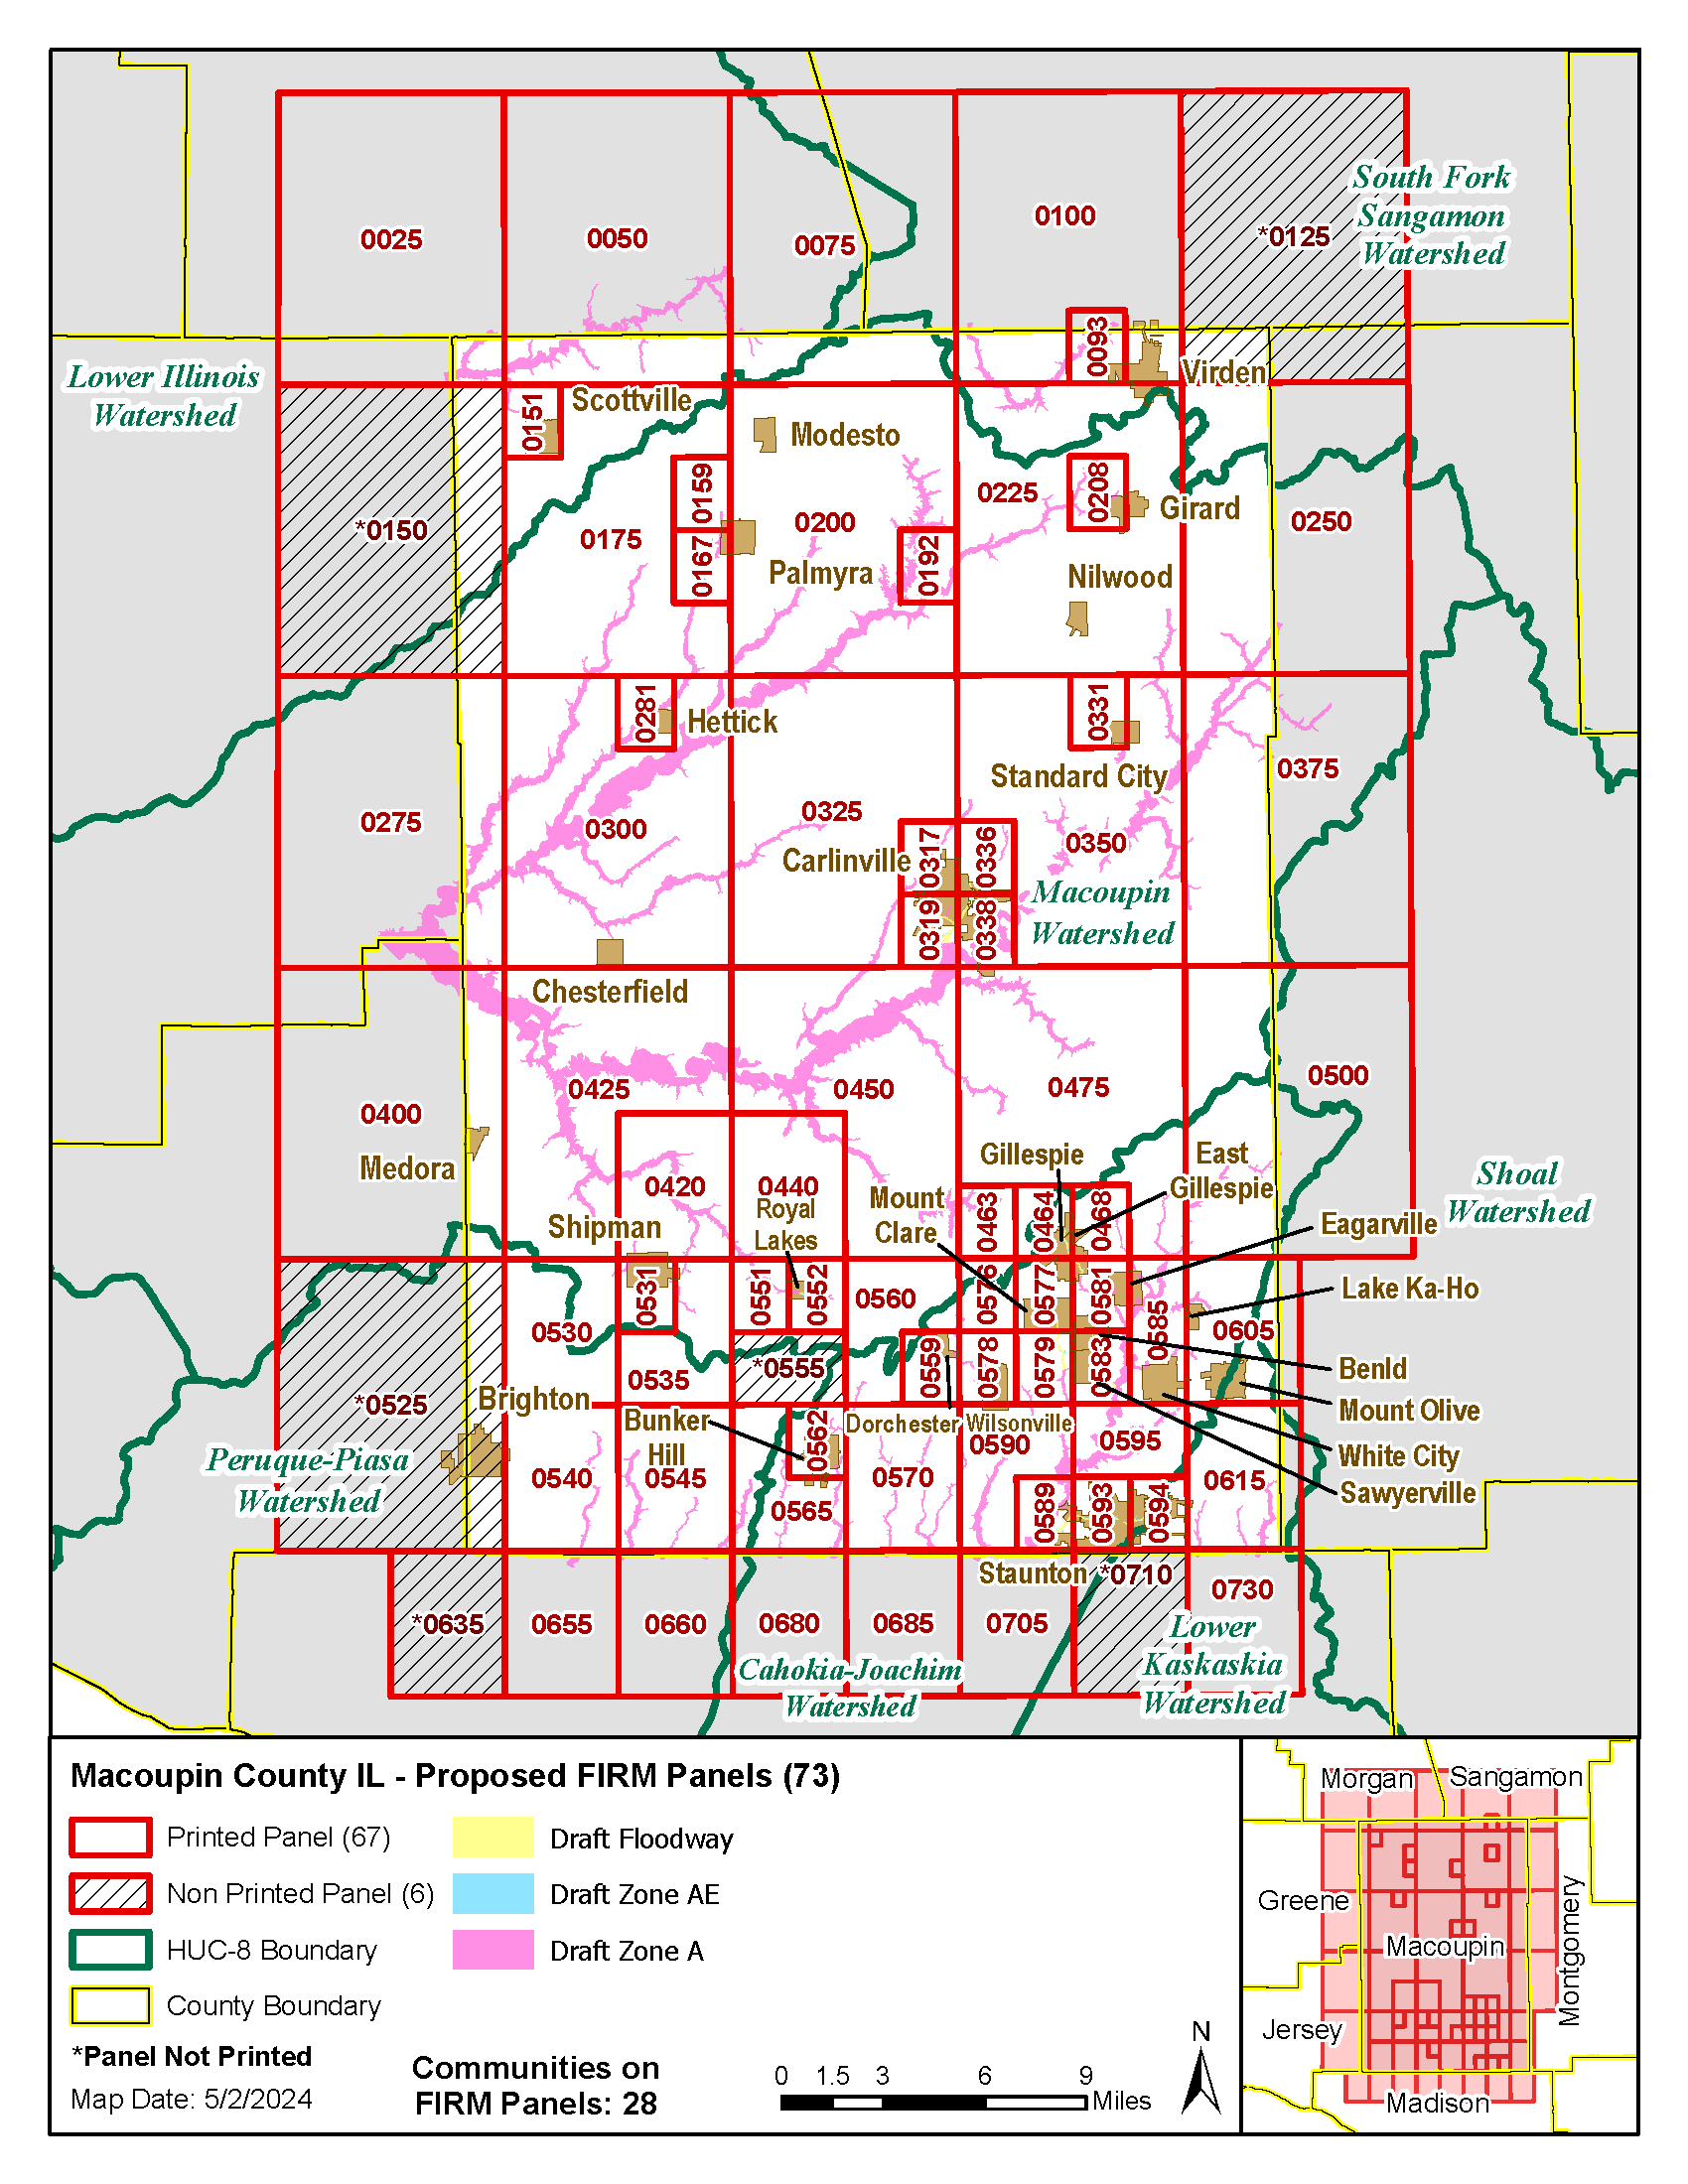 South Fork
Sangamon
Watershed
0025
0050
0075
0100
*0125
0093
Virden
Lower Illinois
Watershed
0151
Scottville
Modesto
*0150
0175
0159
0167
0200
Palmyra
0192
0225
0208
Girard
0250
Nilwood
0281
Hettick
0331
Standard City
0375
0275
0300
0325
Carlinville
0317
0336
0319
0338
0350
Macoupin
Watershed
Chesterfield
0400
Medora
0425
0450
0475
0500
Gillespie
East
Gillespie
Shoal
Watershed
0420
0440
Royal
Lakes
Shipman
Mount
Clare
0463
0464
0468
Eagarville
0530
0531
0551
0552
0560
0576
0577
0581
0585
Lake Ka-Ho
0605
0535
*0555
0559
0578
0579
0583
Benld
Mount Olive
*0525
Brighton
Bunker
Hill
0562
Dorchester
Wilsonville
0590
0595
White City
Sawyerville
Peruque-Piasa
Watershed
0540
0545
0565
0570
0589
0593
0594
0615
Staunton
*0710
0730
*0635
0655
0660
0680
0685
0705
Cahokia-Joachim
Watershed
Lower
Kaskaskia
Watershed
Macoupin County IL - Proposed FIRM Panels (73)
Printed Panel (67)
Non Printed Panel (6)
HUC-8 Boundary
County Boundary
Draft Floodway
Draft Zone AE
Draft Zone A
*Panel Not Printed
Map Date: 5/2/2024
Communities on
FIRM Panels: 28
0 1.5 3 6 9
Miles
N
Morgan
Sangamon
Greene
Macoupin
Montgomery
Jersey
Madison